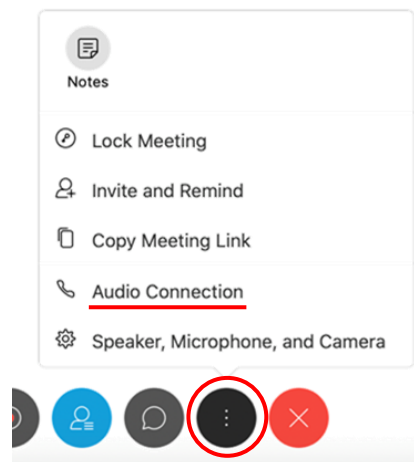 Notes
Lock Meeting
Invite and Remind
Copy Meeting Link
Audio Connection
Speaker, Microphone, and Camera